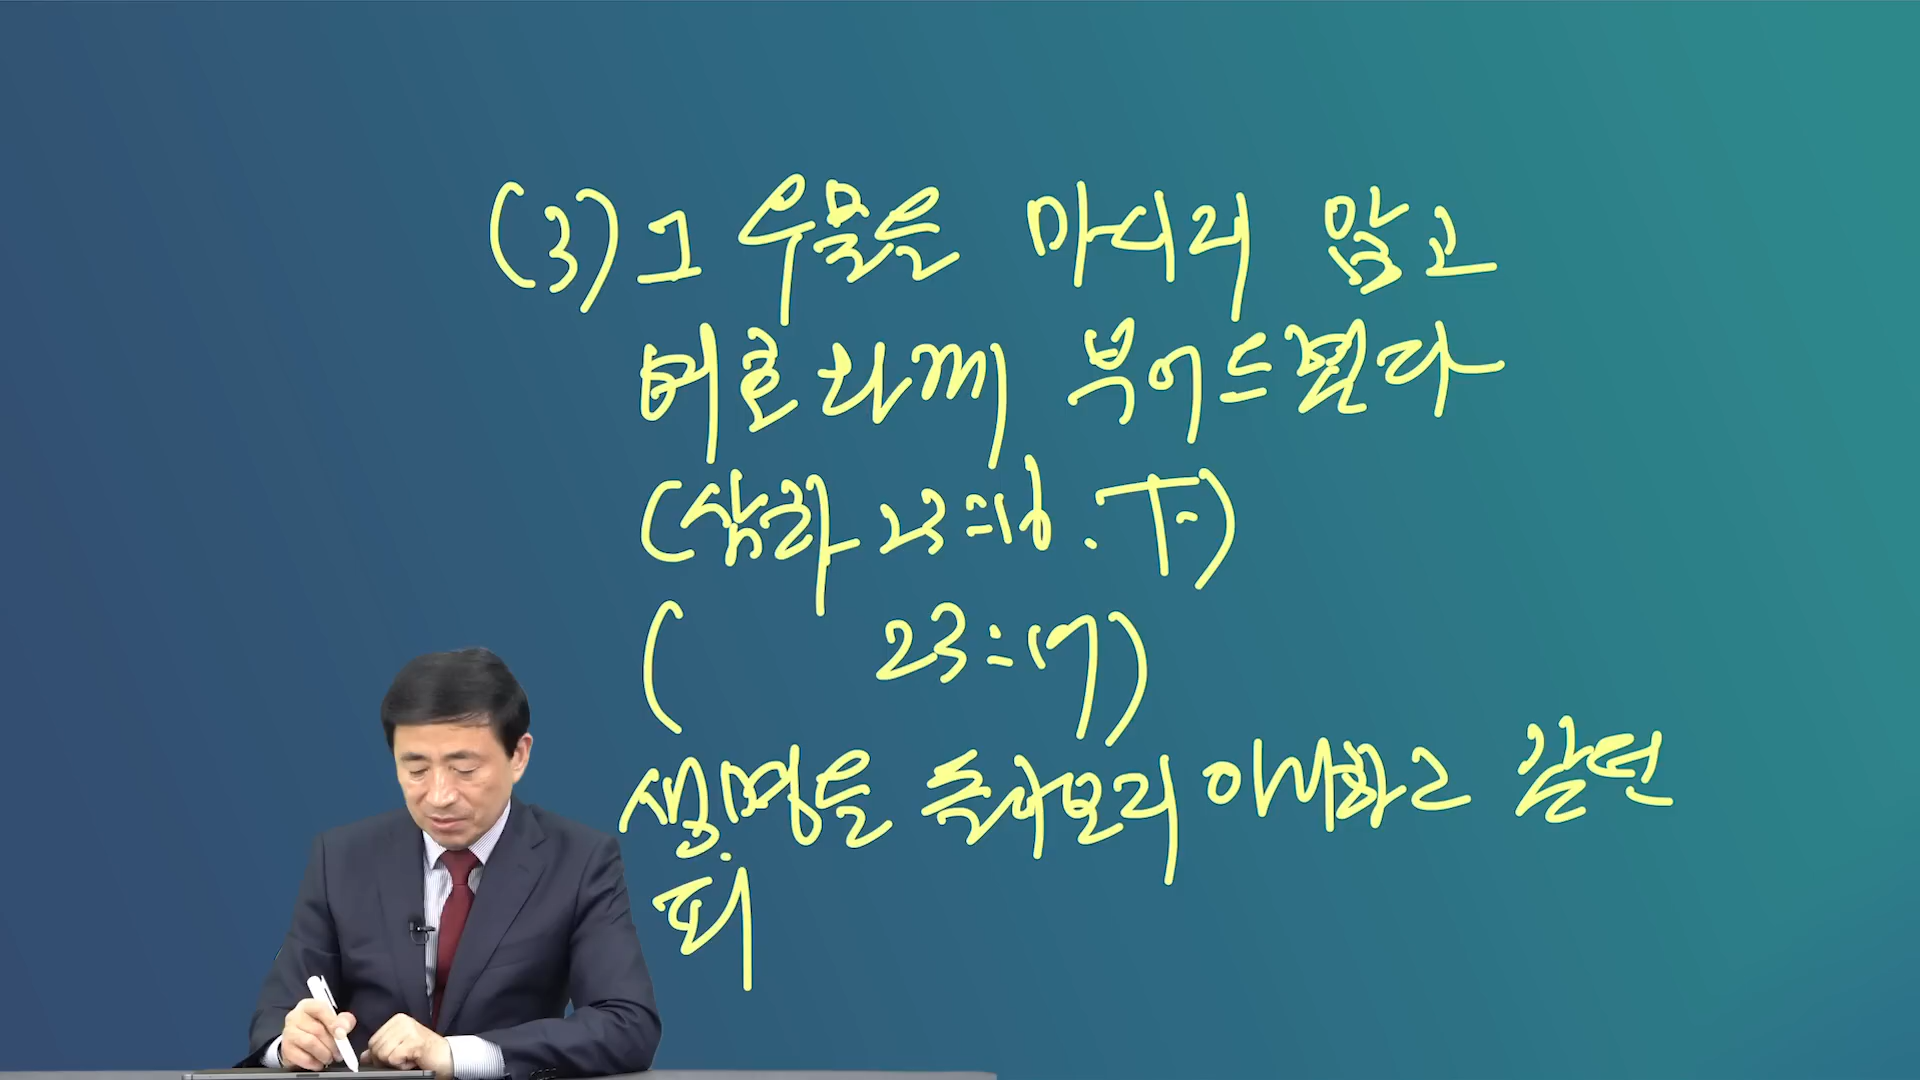 (3) 그 우물을 마시지 않고
여호와께 부어드린다
(삼하 23:16.下)
(23:17)
생명을 돌아보지 아니하고 갔던
피